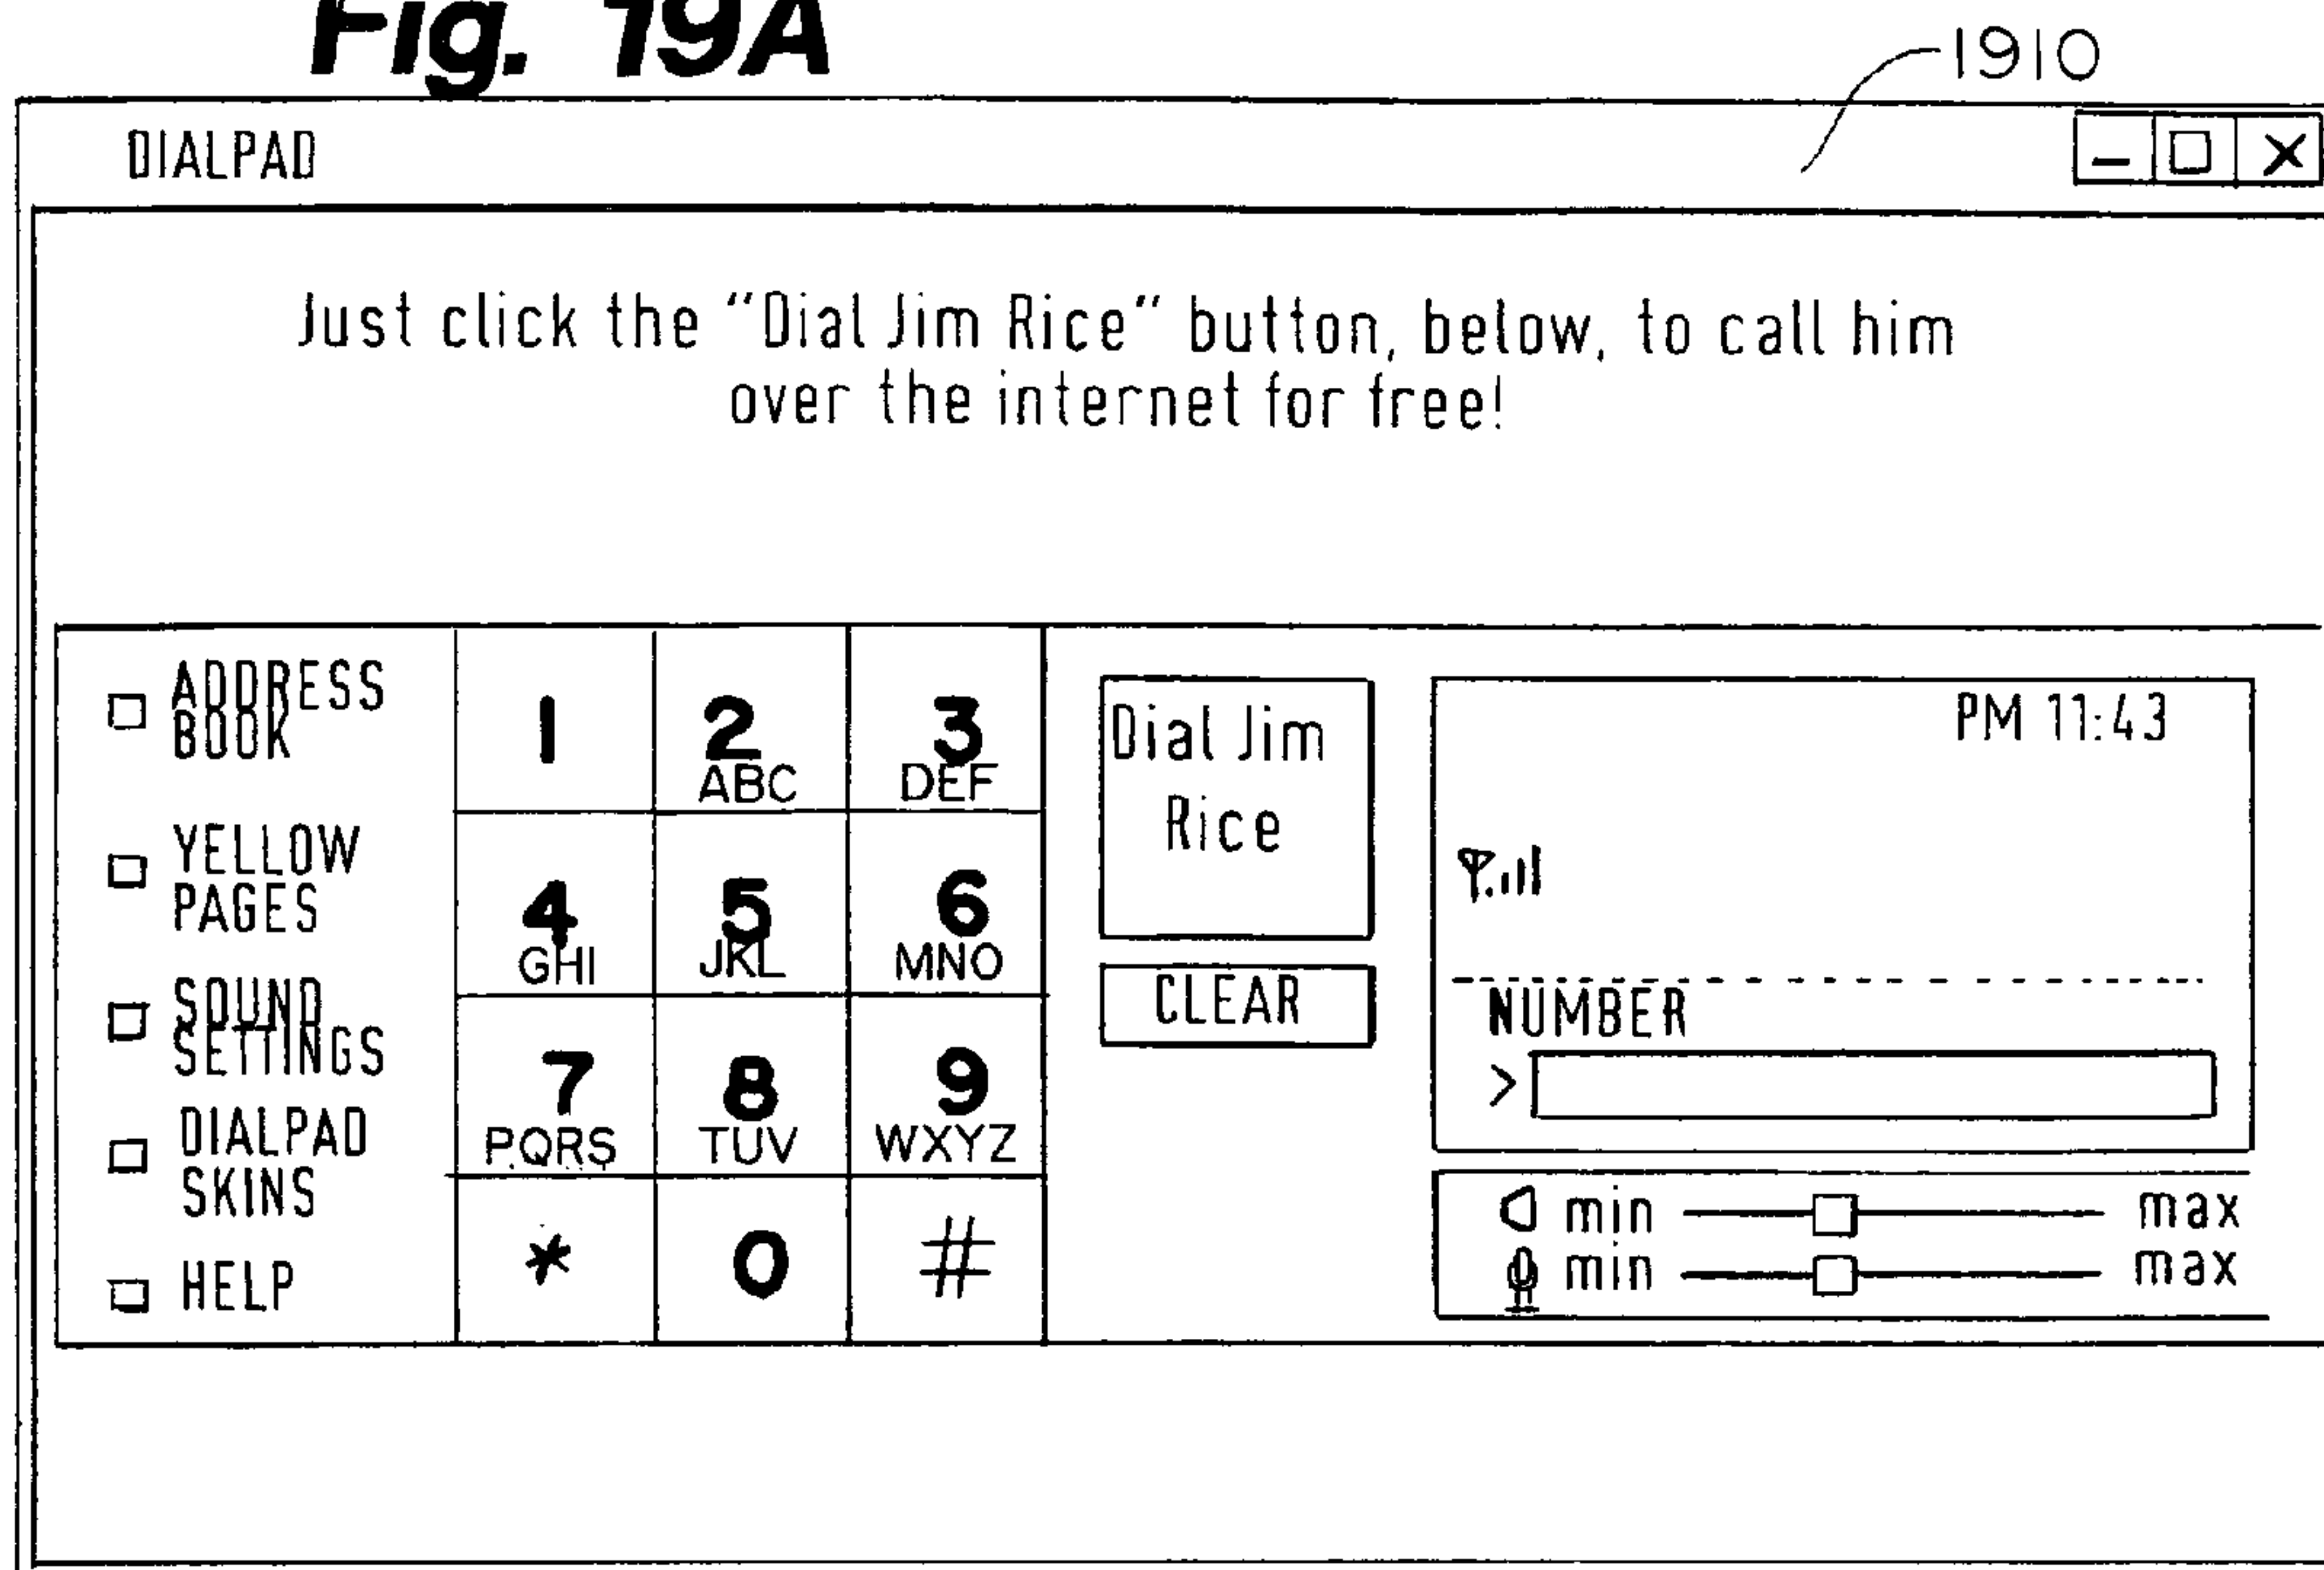 Fig. 19A
1910
DIALPAD
Just click the "Dial Jim Rice" button, below, to call him
over the internet for free!
ADDRESS
BOOK
YELLOW
PAGES
SOUND
SETTINGS
DIALPAD
SKINS
HELP
1
2
ABC
3
DEF
4
GHI
5
JKL
6
MNO
7
PQRS
8
TUV
9
WXYZ
*
0
#
Dial Jim
Rice
CLEAR
PM 11:43
NUMBER
>
min max
min max